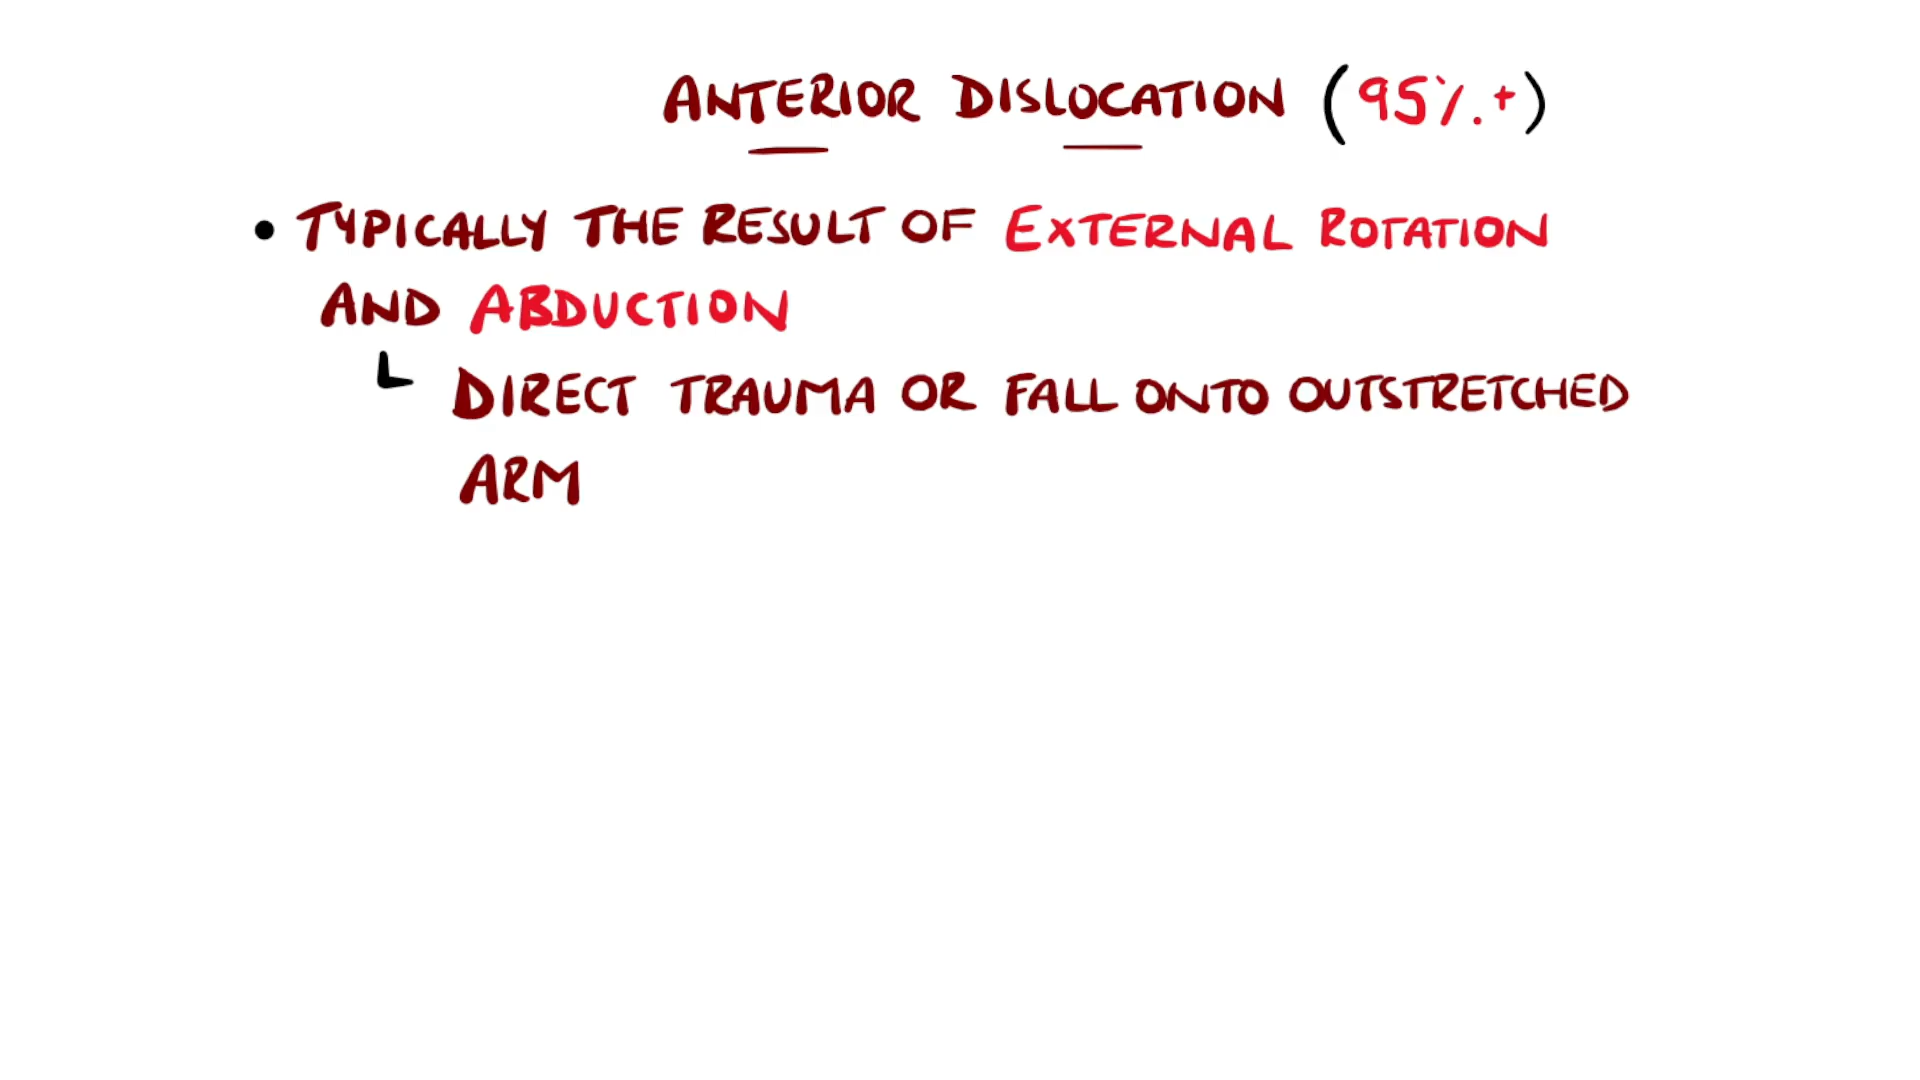 ANTERIOR DISLOCATION (95%+)
• TYPICALLY THE RESULT OF EXTERNAL ROTATION
AND ABDUCTION
DIRECT TRAUMA OR FALL ONTO OUTSTRETCHED
ARM